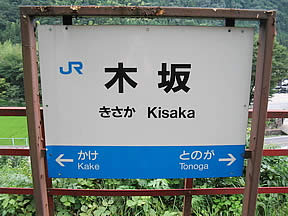 JR 木坂
きさか Kisaka
← かけ とのが →
Kake Tonoga